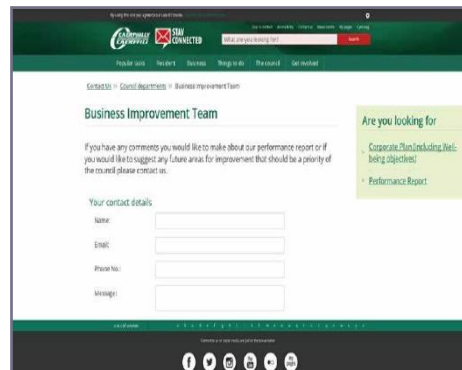 CAERPHILLY
CAERFFILI
STAY
CONNECTED
What are you looking for?
Search
Popular tasks Resident Business Things to do The council Get involved
Contact Us » Council departments » Business Improvement Team
Business Improvement Team
If you have any comments you would like to make about our performance report or if
you would like to suggest any future areas for improvement that should be a priority of
the council please contact us.
Your contact details
Name:
Email:
Phone No.:
Message:
Are you looking for
Corporate Plan (including Well-
being objectives)
Performance Report